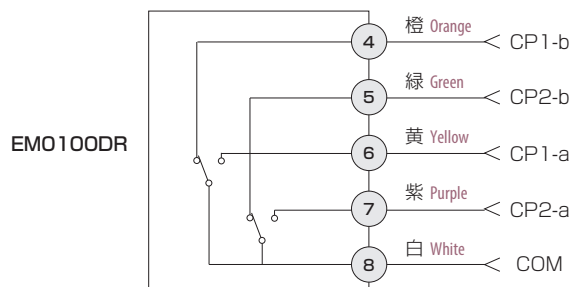 4 橙 Orange CP1-b
5 緑 Green CP2-b
EM0100DR
6 黄 Yellow CP1-a
7 紫 Purple CP2-a
8 白 White COM